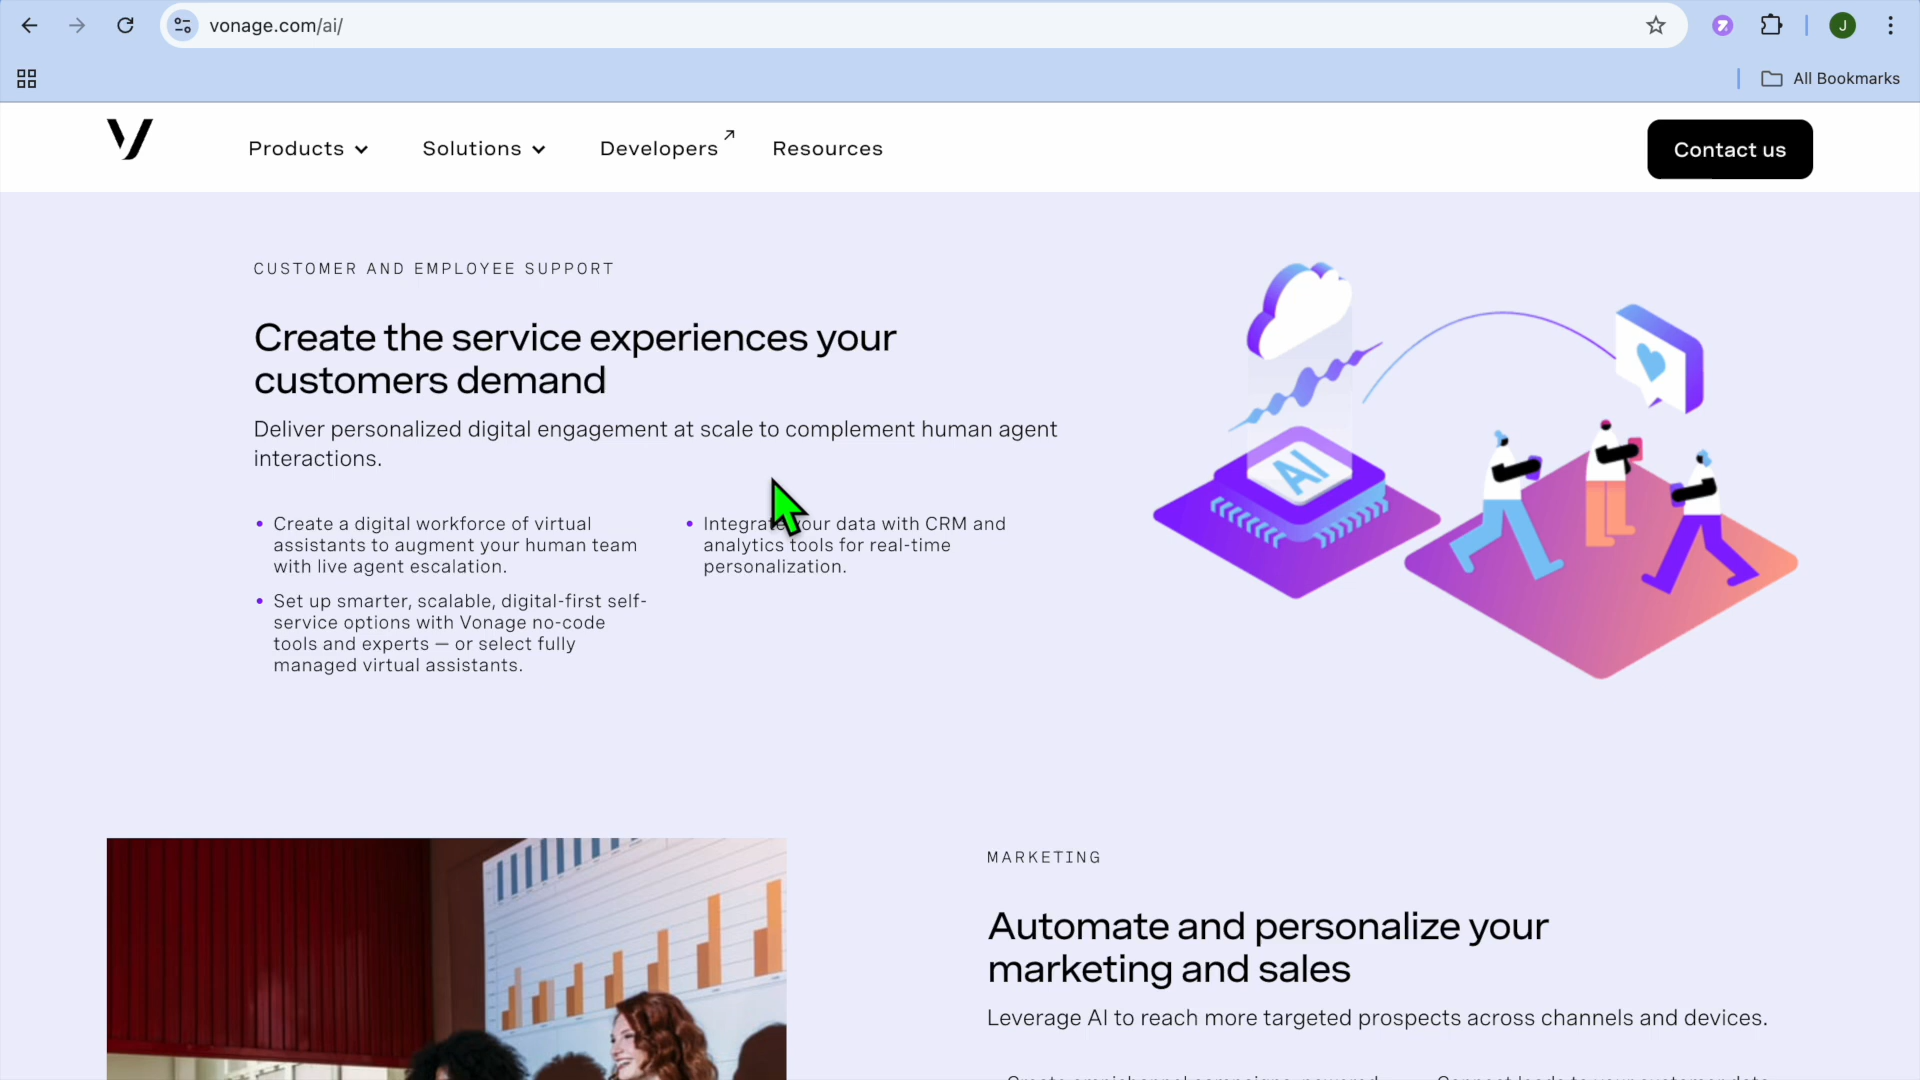 vonage.com/ai/
J
All Bookmarks
Products
Solutions
Developers
Resources
Contact us
CUSTOMER AND EMPLOYEE SUPPORT
Create the service experiences your
customers demand
Deliver personalized digital engagement at scale to complement human agent
interactions.
• Create a digital workforce of virtual
assistants to augment your human team
with live agent escalation.
• Set up smarter, scalable, digital-first self-
service options with Vonage no-code
tools and experts — or select fully
managed virtual assistants.
• Integrate your data with CRM and
analytics tools for real-time
personalization.
AI
MARKETING
Automate and personalize your
marketing and sales
Leverage AI to reach more targeted prospects across channels and devices.